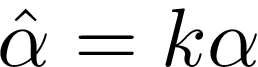 α̂ = kα